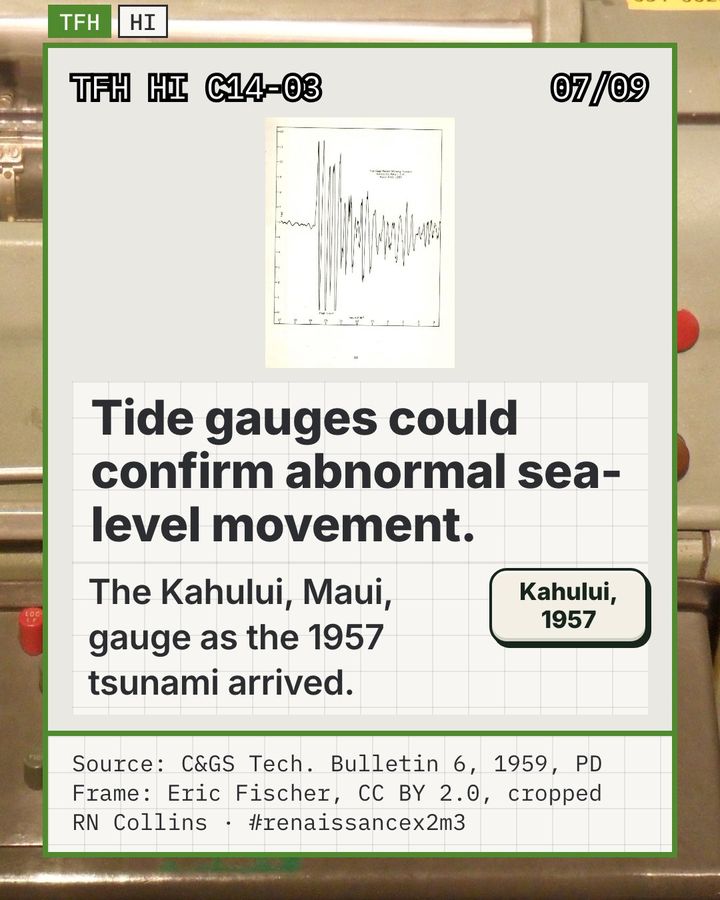 TFH HI
TFH HI C14-03
07/09
Tide gauges could
confirm abnormal sea-
level movement.
The Kahului, Maui,
gauge as the 1957
tsunami arrived.
Kahului,
1957
Source: C&GS Tech. Bulletin 6, 1959, PD
Frame: Eric Fischer, CC BY 2.0, cropped
RN Collins · #renaissancex2m3